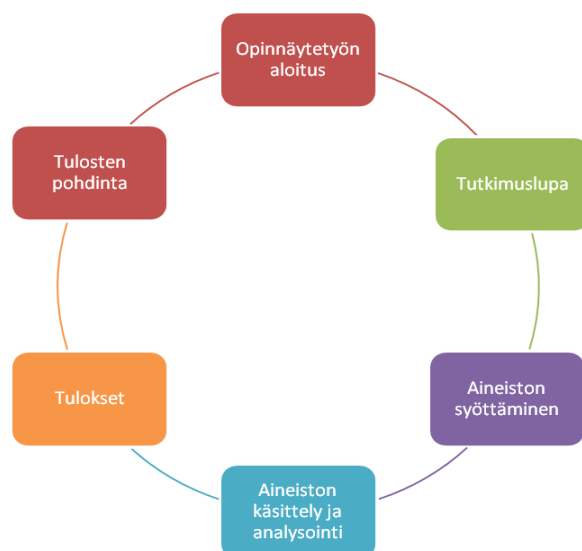 Opinnäytetyön
aloitus
Tutkimuslupa
Aineiston
syöttäminen
Aineiston
käsittely ja
analysointi
Tulokset
Tulosten
pohdinta